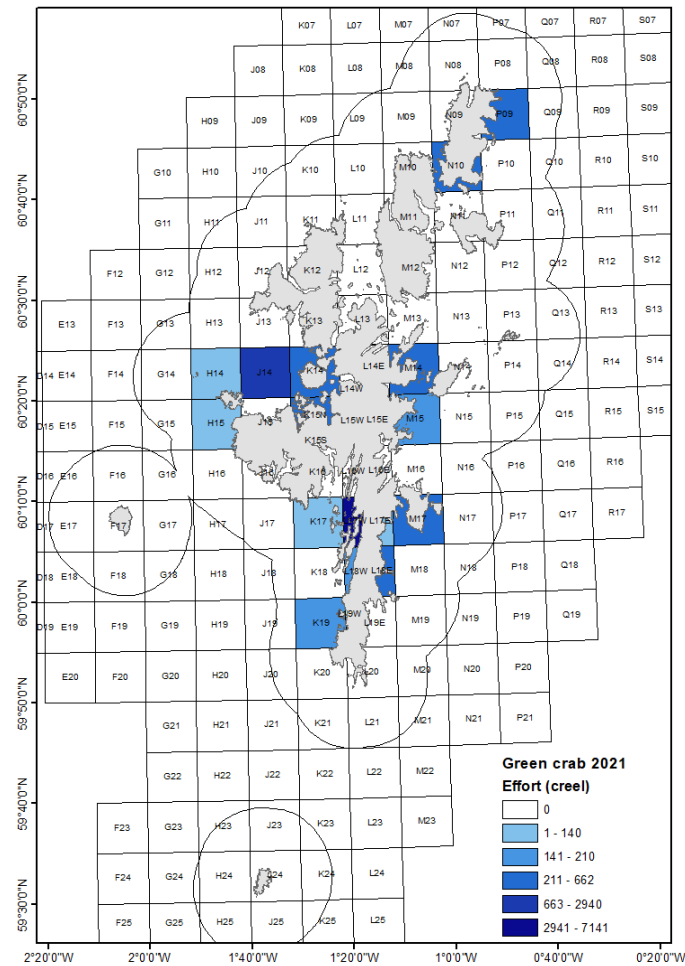 K07 L07 M07 N07 P07 Q07 R07 S07
J08 K08 L08 M08 N08 P08 Q08 R08 S08
60°50'0"N
H09 J09 K09 L09 M09 N09 P09 Q09 R09 S09
G10 H10 J10 K10 L10 M10 N10 P10 Q10 R10 S10
60°40'0"N
G11 H11 J11 K11 L11 M11 N11 P11 Q11 R11 S11
F12 G12 H12 J12 K12 L12 M12 N12 P12 Q12 R12 S12
60°30'0"N
E13 F13 G13 H13 J13 K13 L13 M13 N13 P13 Q13 R13 S13
D14 E14 F14 G14 H14 J14 K14 L14E M14 N14 P14 Q14 R14 S14
L14W
60°20'0"N
D15 E15 F15 G15 H15 J15 K15N L15W L15E M15 N15 P15 Q15 R15 S15
K15S
D16 E16 F16 G16 H16 J16 K16 L16W L16E M16 N16 P16 Q16 R16
60°10'0"N
D17 E17 F17 G17 H17 J17 K17 L17E M17 N17 P17 Q17 R17
D18 E18 F18 G18 H18 J18 K18 L18W L18E M18 N18 P18 Q18
60°0'0"N
D19 E19 F19 G19 H19 J19 K19 L19W L19E M19 N19 P19 Q19
E20 F20 G20 H20 J20 K20 L20 M20 N20 P20
59°50'0"N
G21 H21 J21 K21 L21 M21 N21 P21
G22 H22 J22 K22 L22 M22
59°40'0"N
F23 G23 H23 J23 K23 L23 M23
F24 G24 H24 J24 K24 L24
59°30'0"N
F25 G25 H25 J25 K25 L25
Green crab 2021
Effort (creel)
0
1 - 140
141 - 210
211 - 662
663 - 2940
2941 - 7141
2°20'0"W 2°0'0"W 1°40'0"W 1°20'0"W 1°0'0"W 0°40'0"W 0°20'0"W